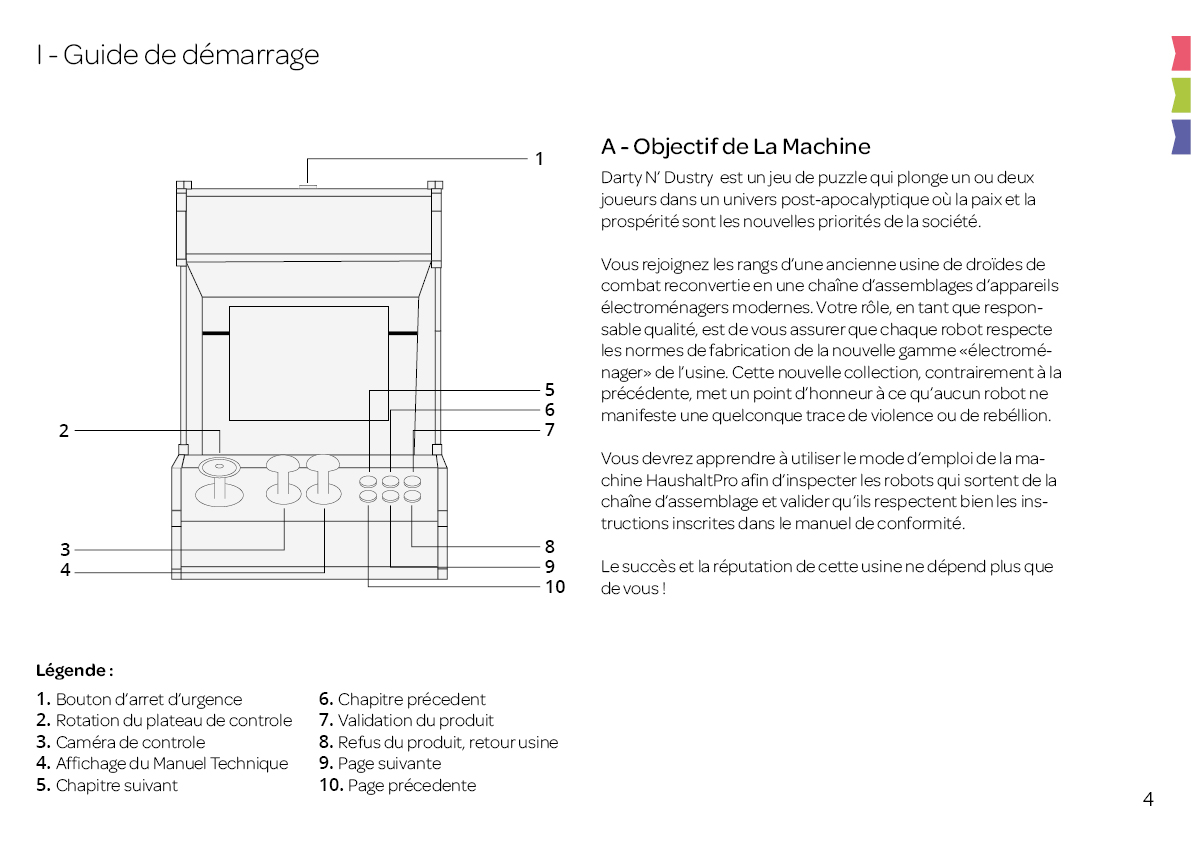 I - Guide de démarrage
1
5
6
7
2
3
4
8
9
10
A - Objectif de La Machine
Darty N’ Dustry est un jeu de puzzle qui plonge un ou deux
joueurs dans un univers post-apocalyptique où la paix et la
prospérité sont les nouvelles priorités de la société.
Vous rejoignez les rangs d’une ancienne usine de droïdes de
combat reconvertie en une chaîne d’assemblages d’appareils
électroménagers modernes. Votre rôle, en tant que respon-
sable qualité, est de vous assurer que chaque robot respecte
les normes de fabrication de la nouvelle gamme «électromé-
nager» de l’usine. Cette nouvelle collection, contrairement à la
précédente, met un point d’honneur à ce qu’aucun robot ne
manifeste une quelconque trace de violence ou de rebéllion.
Vous devrez apprendre à utiliser le mode d’emploi de la ma-
chine HaushaltPro afin d’inspecter les robots qui sortent de la
chaîne d’assemblage et valider qu’ils respectent bien les ins-
tructions inscrites dans le manuel de conformité.
Le succès et la réputation de cette usine ne dépend plus que
de vous !
Légende :
1. Bouton d’arret d’urgence
2. Rotation du plateau de controle
3. Caméra de controle
4. Affichage du Manuel Technique
5. Chapitre suivant
6. Chapitre précedent
7. Validation du produit
8. Refus du produit, retour usine
9. Page suivante
10. Page précedente
4